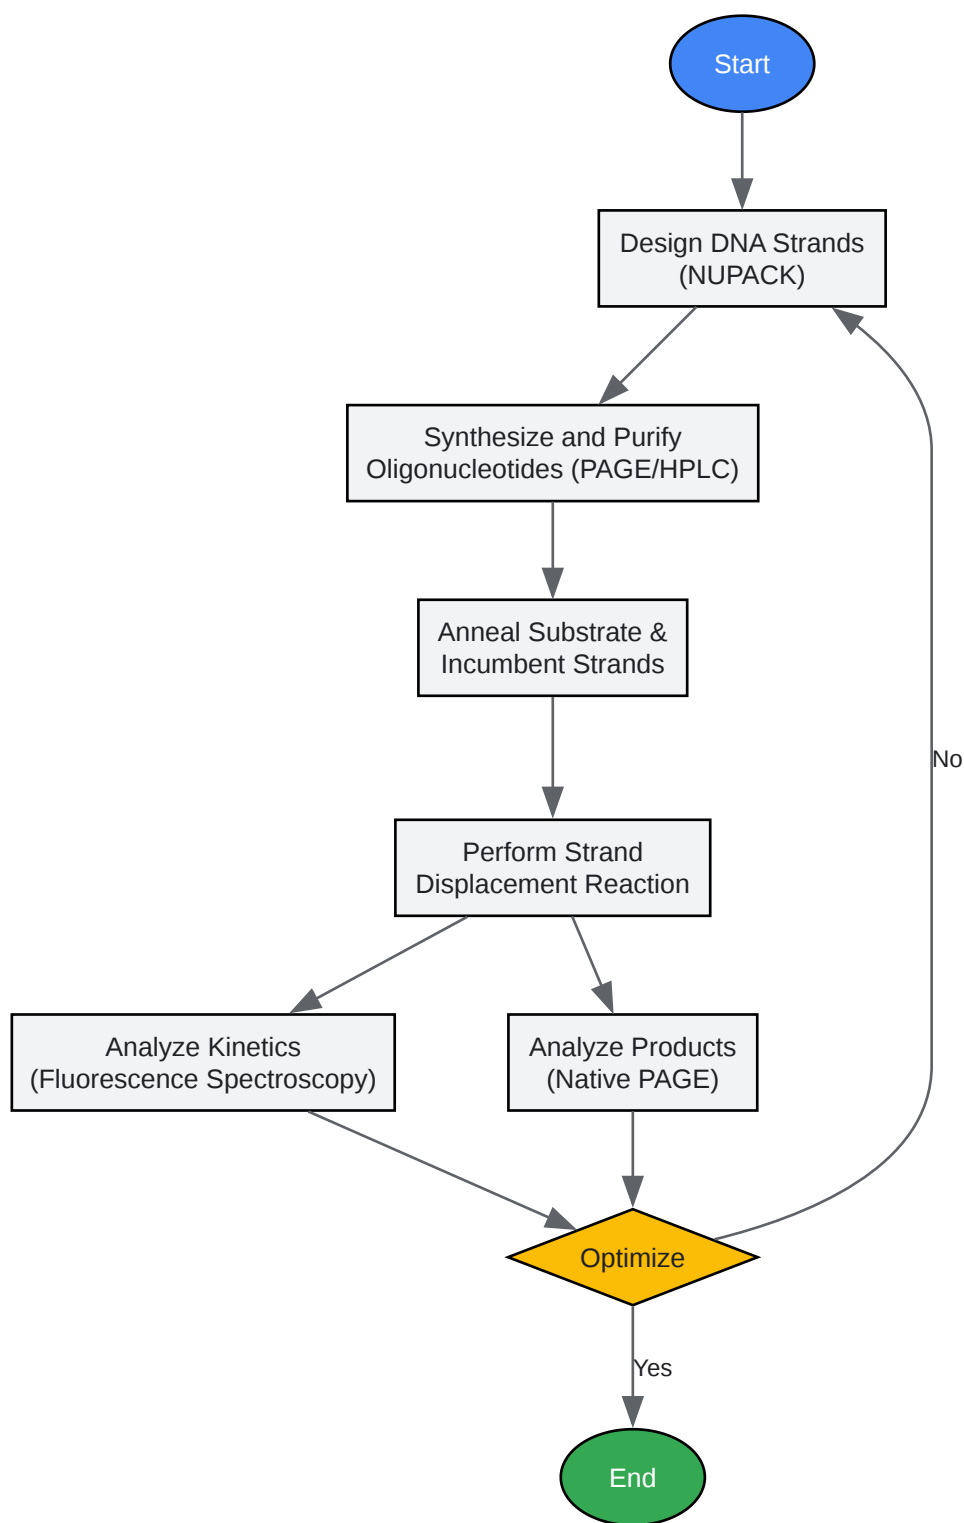 Start
Design DNA Strands
(NUPACK)
Synthesize and Purify
Oligonucleotides (PAGE/HPLC)
Anneal Substrate &
Incumbent Strands
No
Perform Strand
Displacement Reaction
Analyze Kinetics
(Fluorescence Spectroscopy)
Analyze Products
(Native PAGE)
Optimize
Yes
End